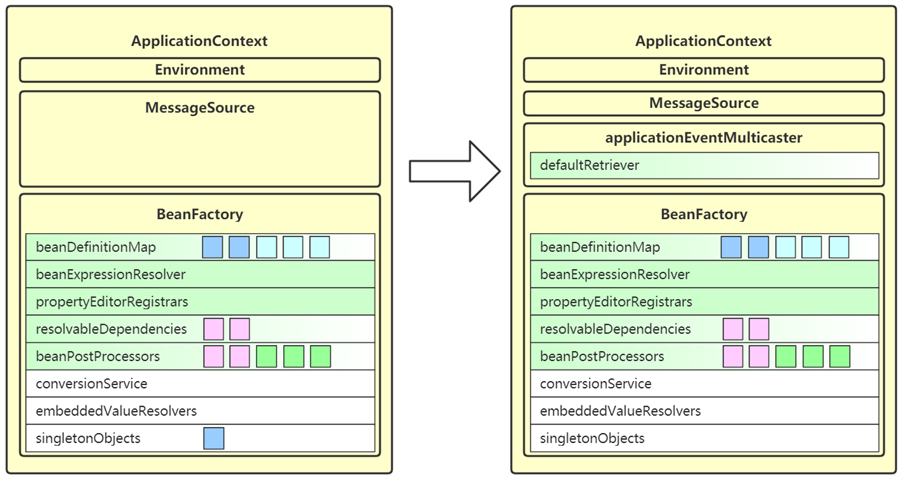 ApplicationContext
Environment
MessageSource
BeanFactory
beanDefinitionMap
beanExpressionResolver
propertyEditorRegistrars
resolvableDependencies
beanPostProcessors
conversionService
embeddedValueResolvers
singletonObjects
ApplicationContext
Environment
MessageSource
applicationEventMulticaster
defaultRetriever
BeanFactory
beanDefinitionMap
beanExpressionResolver
propertyEditorRegistrars
resolvableDependencies
beanPostProcessors
conversionService
embeddedValueResolvers
singletonObjects